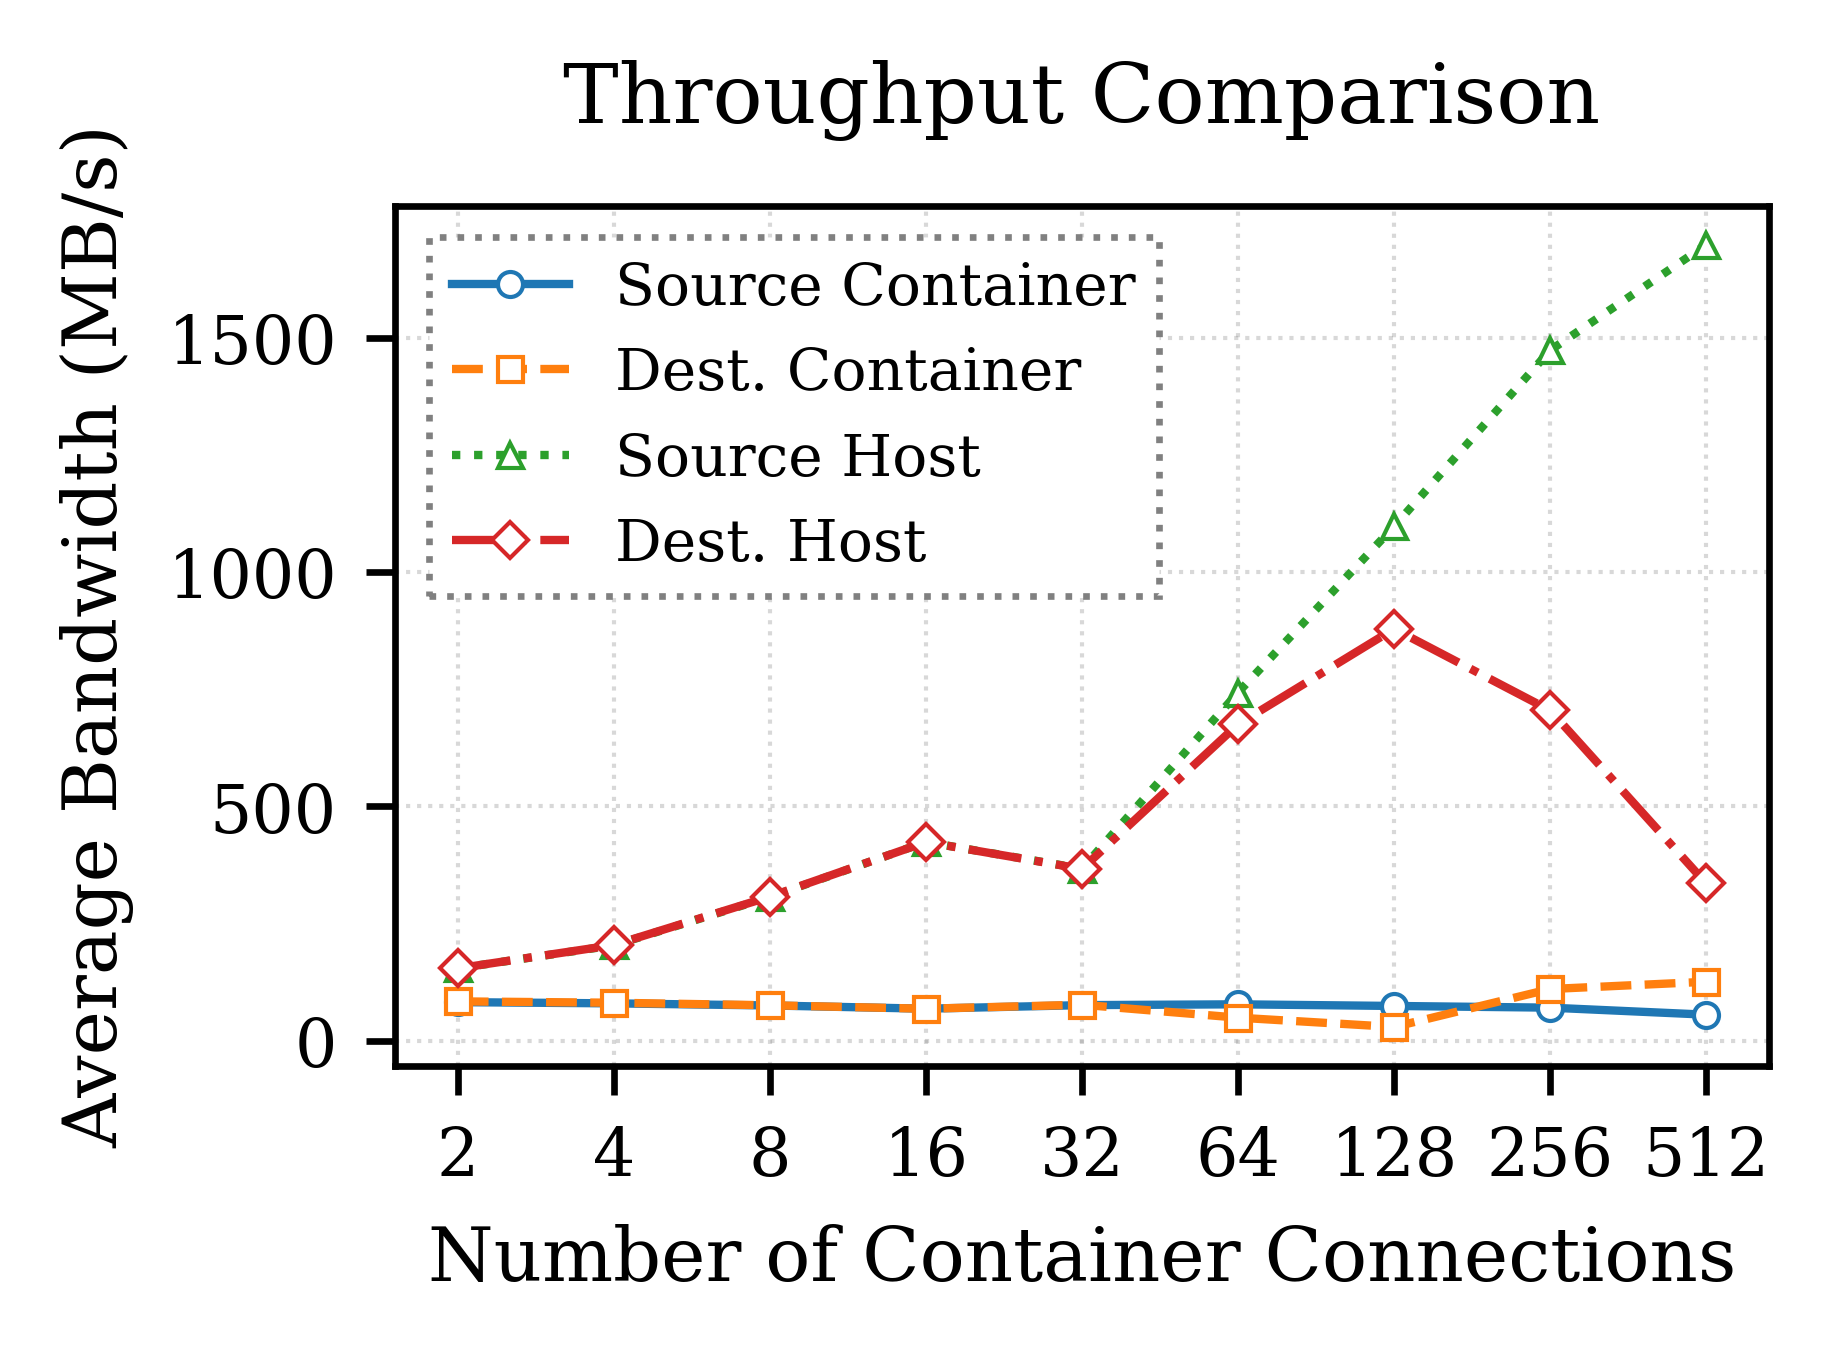 Throughput Comparison
Average Bandwidth (MB/s)
1500
1000
500
0
Source Container
Dest. Container
Source Host
Dest. Host
2 4 8 16 32 64 128 256 512
Number of Container Connections